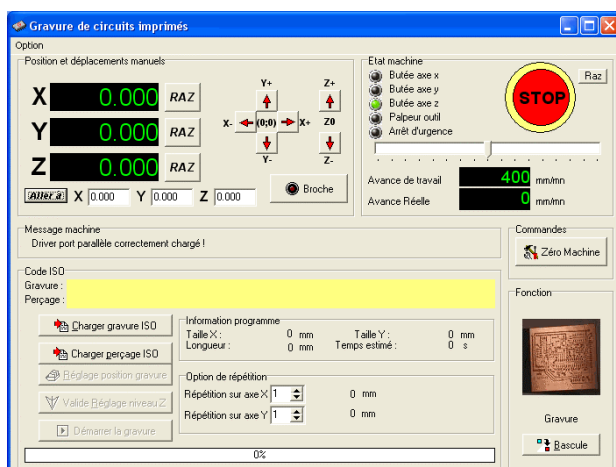 Gravure de circuits imprimés
Option
Position et déplacements manuels
X 0.000 RAZ
Y 0.000 RAZ
Z 0.000 RAZ
Y+
X- (0;0) X+
Y-
Z+
Z0
Z-
Aller à X 0.000 Y 0.000 Z 0.000
Broche
Etat machine
Butée axe x
Butée axe y
Butée axe z
Palpeur outil
Arrêt d'urgence
STOP
Raz
Avance de travail 400 mm/mn
Avance Réelle 0 mm/mn
Message machine
Driver port parallèle correctement chargé !
Commandes
Zéro Machine
Code ISO
Gravure :
Perçage :
Charger gravure ISO
Charger perçage ISO
Réglage position gravure
Valide Réglage niveau Z
Démarrer la gravure
Information programme
Taille X : 0 mm Taille Y : 0 mm
Longueur : 0 mm Temps estimé : 0 s
Option de répétition
Répétition sur axe X 1 0 mm
Répétition sur axe Y 1 0 mm
0%
Fonction
Gravure
Bascule